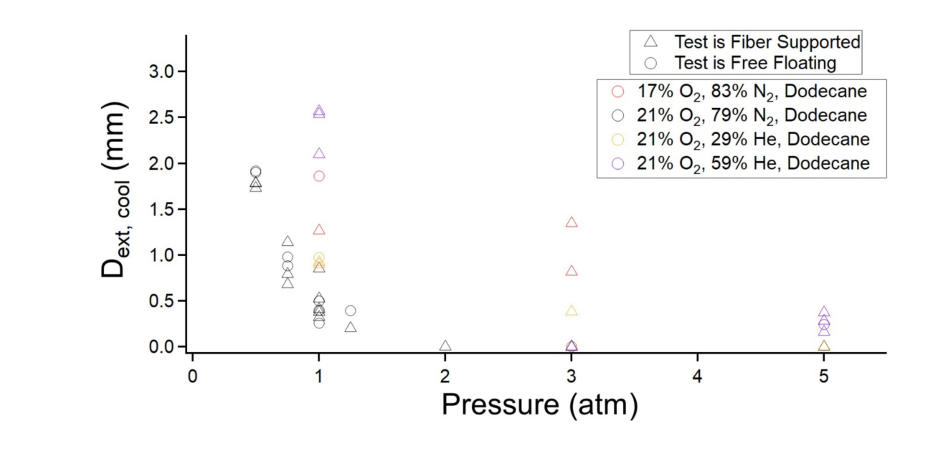 Test is Fiber Supported
Test is Free Floating
17% O₂, 83% N₂, Dodecane
21% O₂, 79% N₂, Dodecane
21% O₂, 29% He, Dodecane
21% O₂, 59% He, Dodecane
3.0
2.5
2.0
1.5
1.0
0.5
0.0
D_ext, cool (mm)
0 1 2 3 4 5
Pressure (atm)